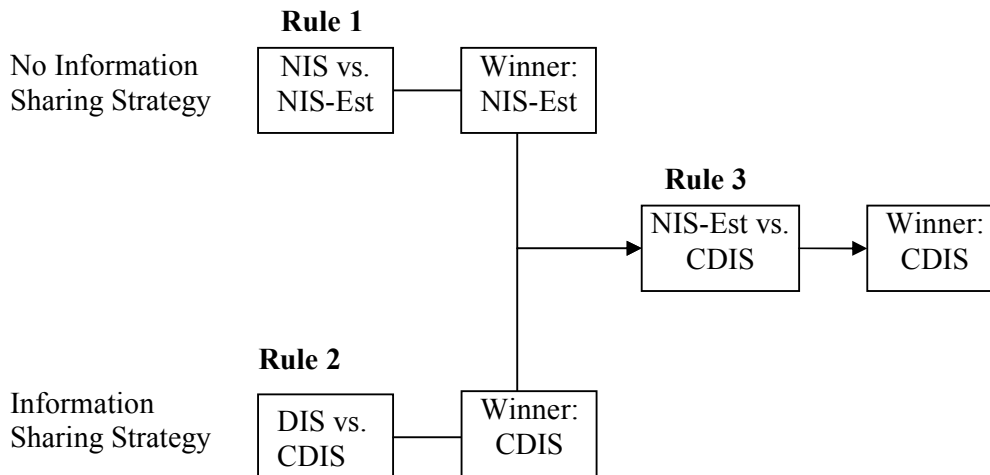 Rule 1
No Information
Sharing Strategy
NIS vs.
NIS-Est
Winner:
NIS-Est
Rule 3
NIS-Est vs.
CDIS
Winner:
CDIS
Rule 2
Information
Sharing Strategy
DIS vs.
CDIS
Winner:
CDIS